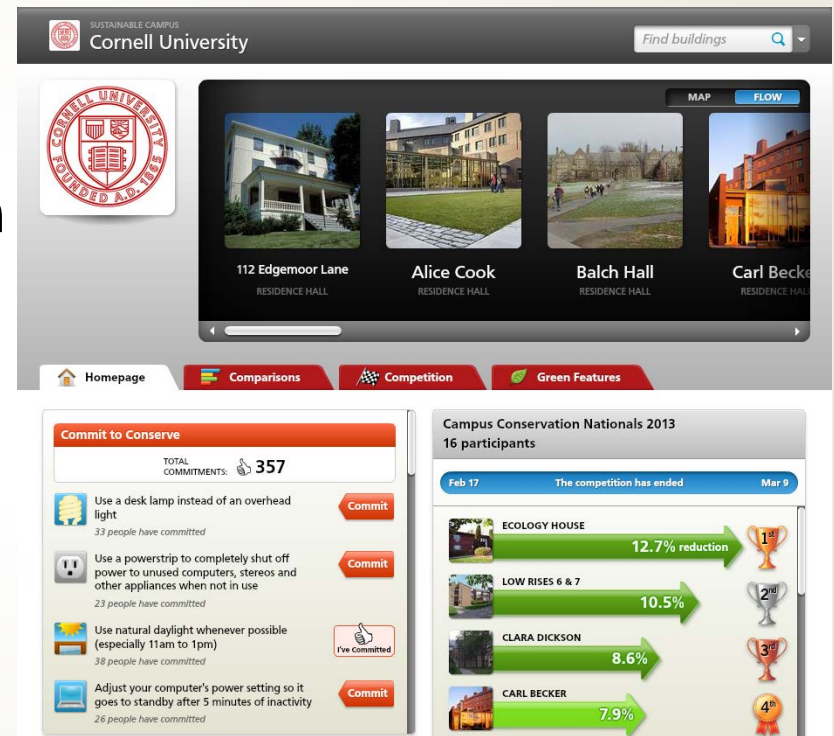 SUSTAINABLE CAMPUS
Cornell University
Find buildings
CORNELL UNIVERSITY
FOUNDED A.D. 1865
MAP
FLOW
112 Edgemoor Lane
RESIDENCE HALL
Alice Cook
RESIDENCE HALL
Balch Hall
RESIDENCE HALL
Carl Becke
RESIDENCE HAL
Homepage
Comparisons
Competition
Green Features
Commit to Conserve
TOTAL
COMMITMENTS:
357
Use a desk lamp instead of an overhead
light
33 people have committed
Commit
Use a powerstrip to completely shut off
power to unused computers, stereos and
other appliances when not in use
23 people have committed
Commit
Use natural daylight whenever possible
(especially 11am to 1pm)
38 people have committed
I've Committed
Adjust your computer's power setting so it
goes to standby after 5 minutes of inactivity
26 people have committed
Commit
Campus Conservation Nationals 2013
16 participants
Feb 17
The competition has ended
Mar 9
ECOLOGY HOUSE
12.7% reduction
1st
LOW RISES 6 & 7
10.5%
2nd
CLARA DICKSON
8.6%
3rd
CARL BECKER
7.9%
4th